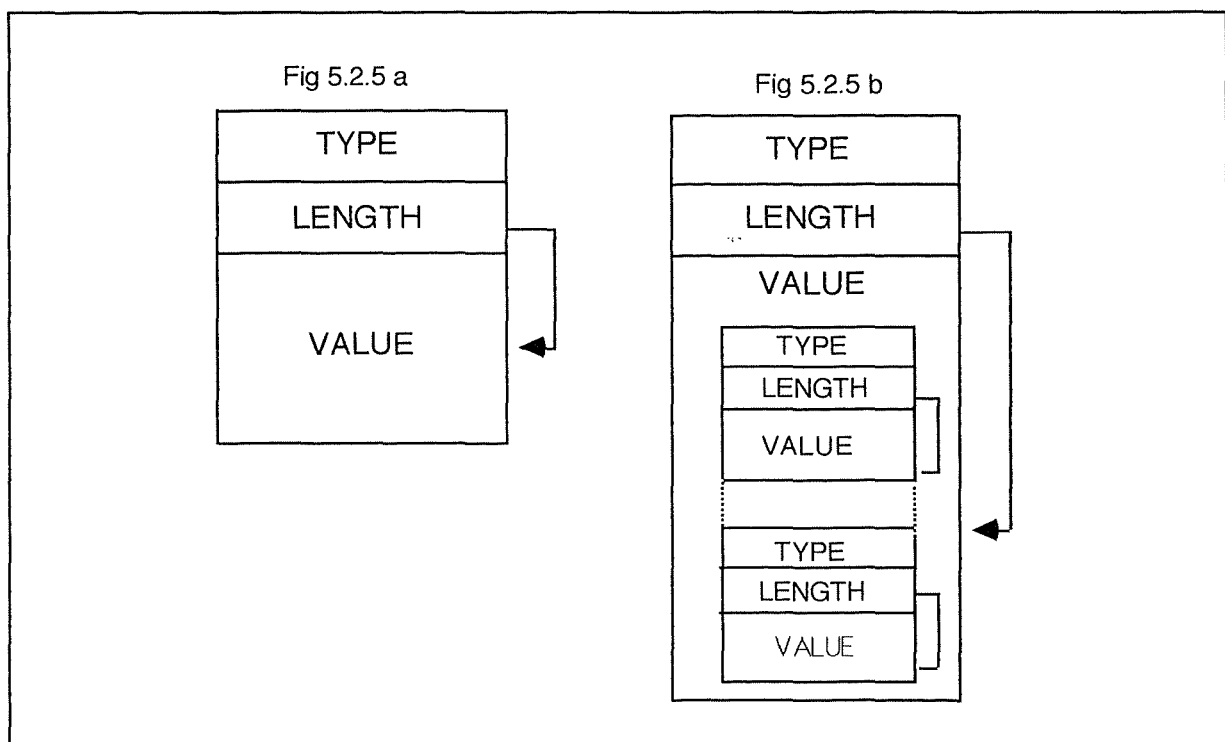 Fig 5.2.5 a
TYPE
LENGTH
VALUE
Fig 5.2.5 b
TYPE
LENGTH
VALUE
TYPE
LENGTH
VALUE
TYPE
LENGTH
VALUE